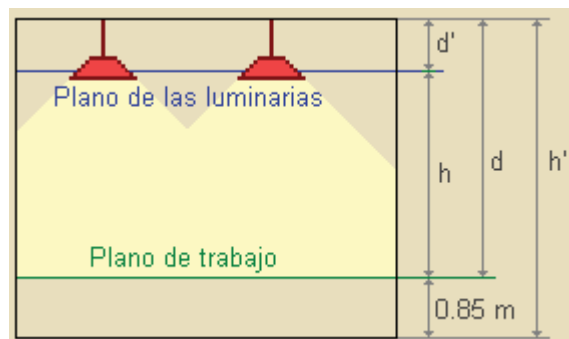 d'
Plano de las luminarias
h
d
h'
Plano de trabajo
0.85 m